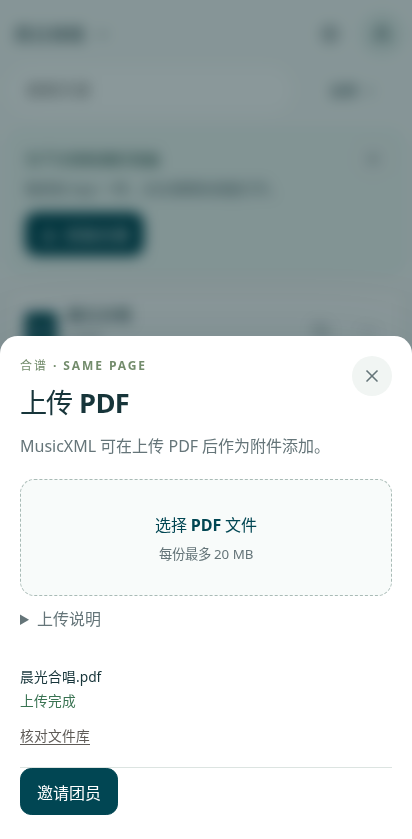 合谱 · SAME PAGE
上传 PDF
MusicXML 可在上传 PDF 后作为附件添加。
选择 PDF 文件
每份最多 20 MB
上传说明
晨光合唱.pdf
上传完成
核对文件库
邀请团员